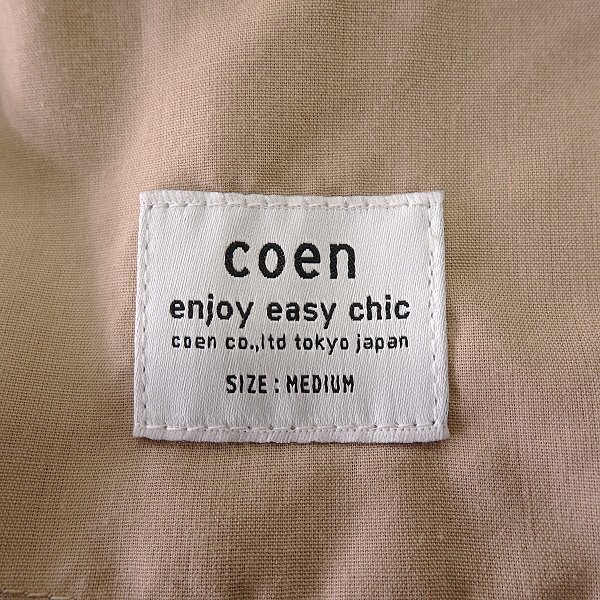 coen
enjoy easy chic
coen co.,ltd tokyo japan
SIZE : MEDIUM